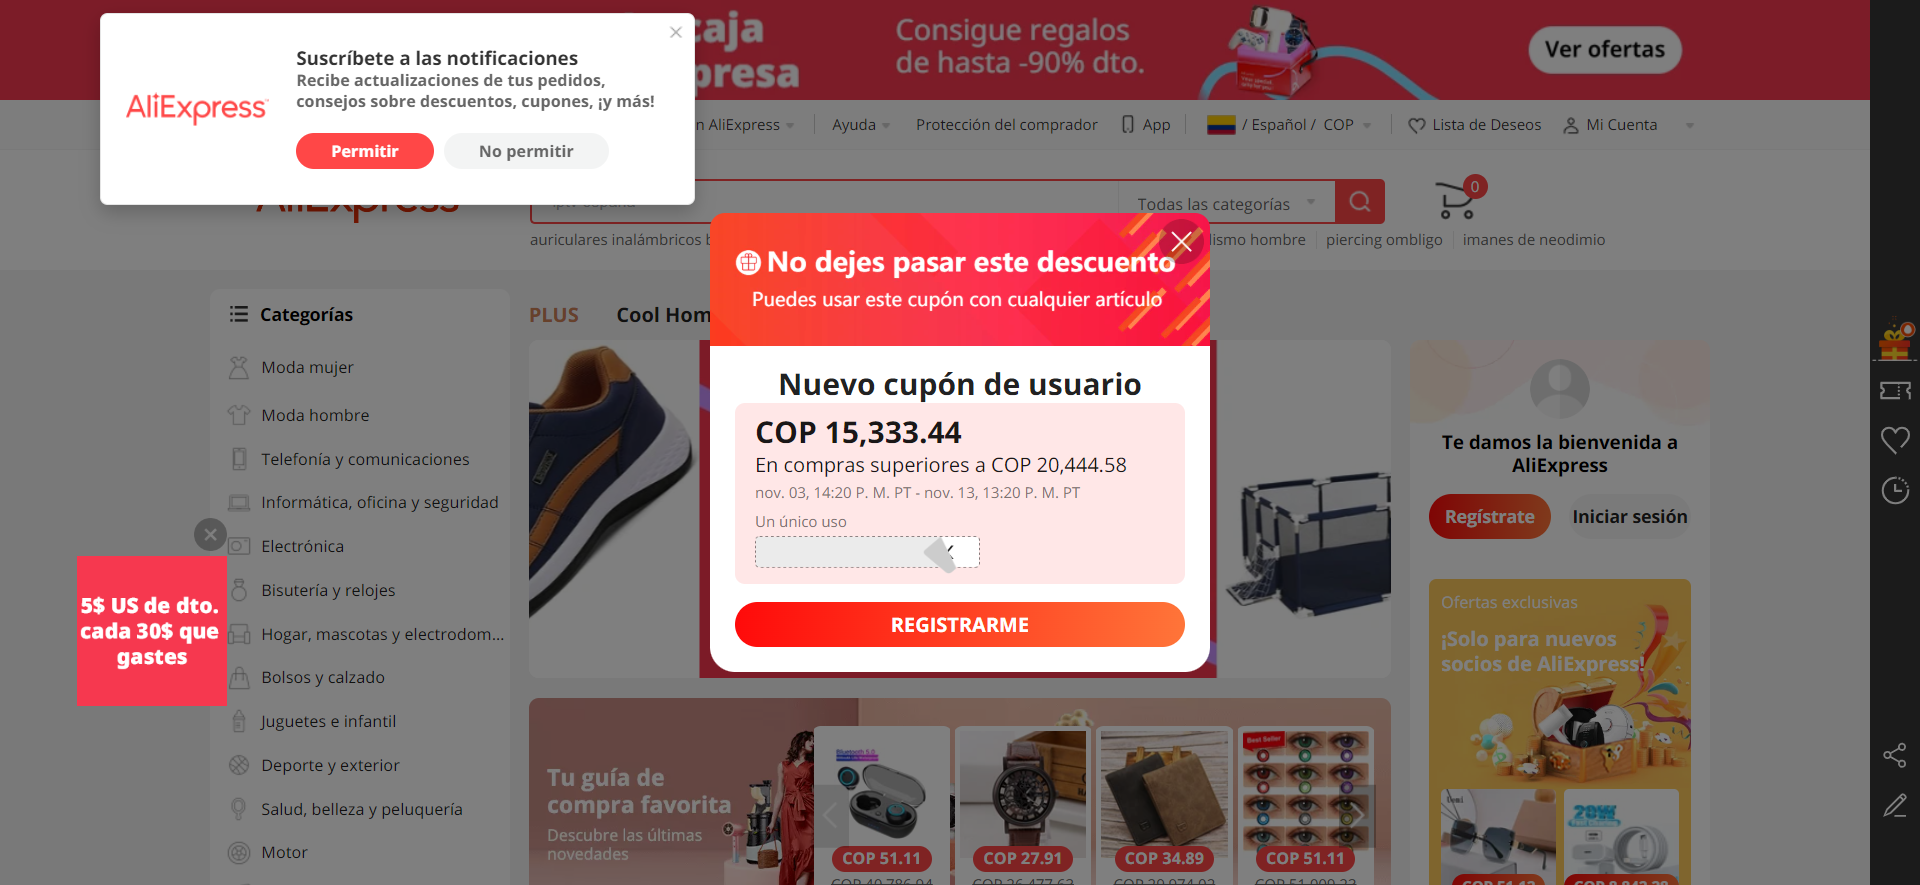 caja
presa
Consigue regalos
de hasta -90% dto.
Ver ofertas
Suscríbete a las notificaciones
Recibe actualizaciones de tus pedidos,
consejos sobre descuentos, cupones, ¡y más!
AliExpress
Permitir
No permitir
n AliExpress
Ayuda
Protección del comprador
App
/ Español / COP
Lista de Deseos
Mi Cuenta
AliExpress
Todas las categorías
0
auriculares inalámbricos b
lismo hombre
piercing ombligo
imanes de neodimio
No dejes pasar este descuento
Puedes usar este cupón con cualquier artículo
Nuevo cupón de usuario
COP 15,333.44
En compras superiores a COP 20,444.58
nov. 03, 14:20 P. M. PT - nov. 13, 13:20 P. M. PT
Un único uso
REGISTRARME
Categorías
Moda mujer
Moda hombre
Telefonía y comunicaciones
Informática, oficina y seguridad
Electrónica
Bisutería y relojes
Hogar, mascotas y electrodom...
Bolsos y calzado
Juguetes e infantil
Deporte y exterior
Salud, belleza y peluquería
Motor
5$ US de dto.
cada 30$ que
gastes
PLUS
Cool Hom
Te damos la bienvenida a
AliExpress
Regístrate
Iniciar sesión
Ofertas exclusivas
¡Solo para nuevos
socios de AliExpress!
Tu guía de
compra favorita
Descubre las últimas
novedades
Bluetooth 5.0
Best Seller
COP 51.11
COP 27.91
COP 34.89
COP 51.11
20W